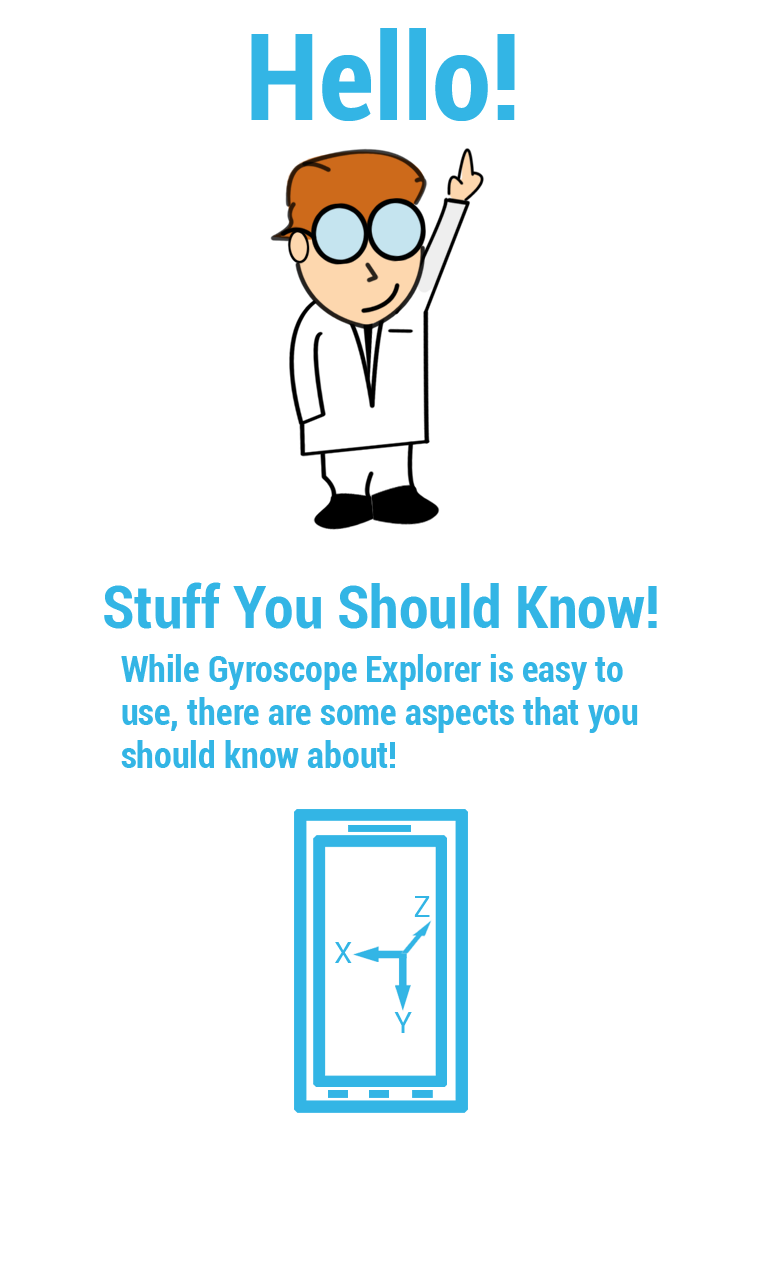 Hello!
Stuff You Should Know!
While Gyroscope Explorer is easy to
use, there are some aspects that you
should know about!
Z
X
Y